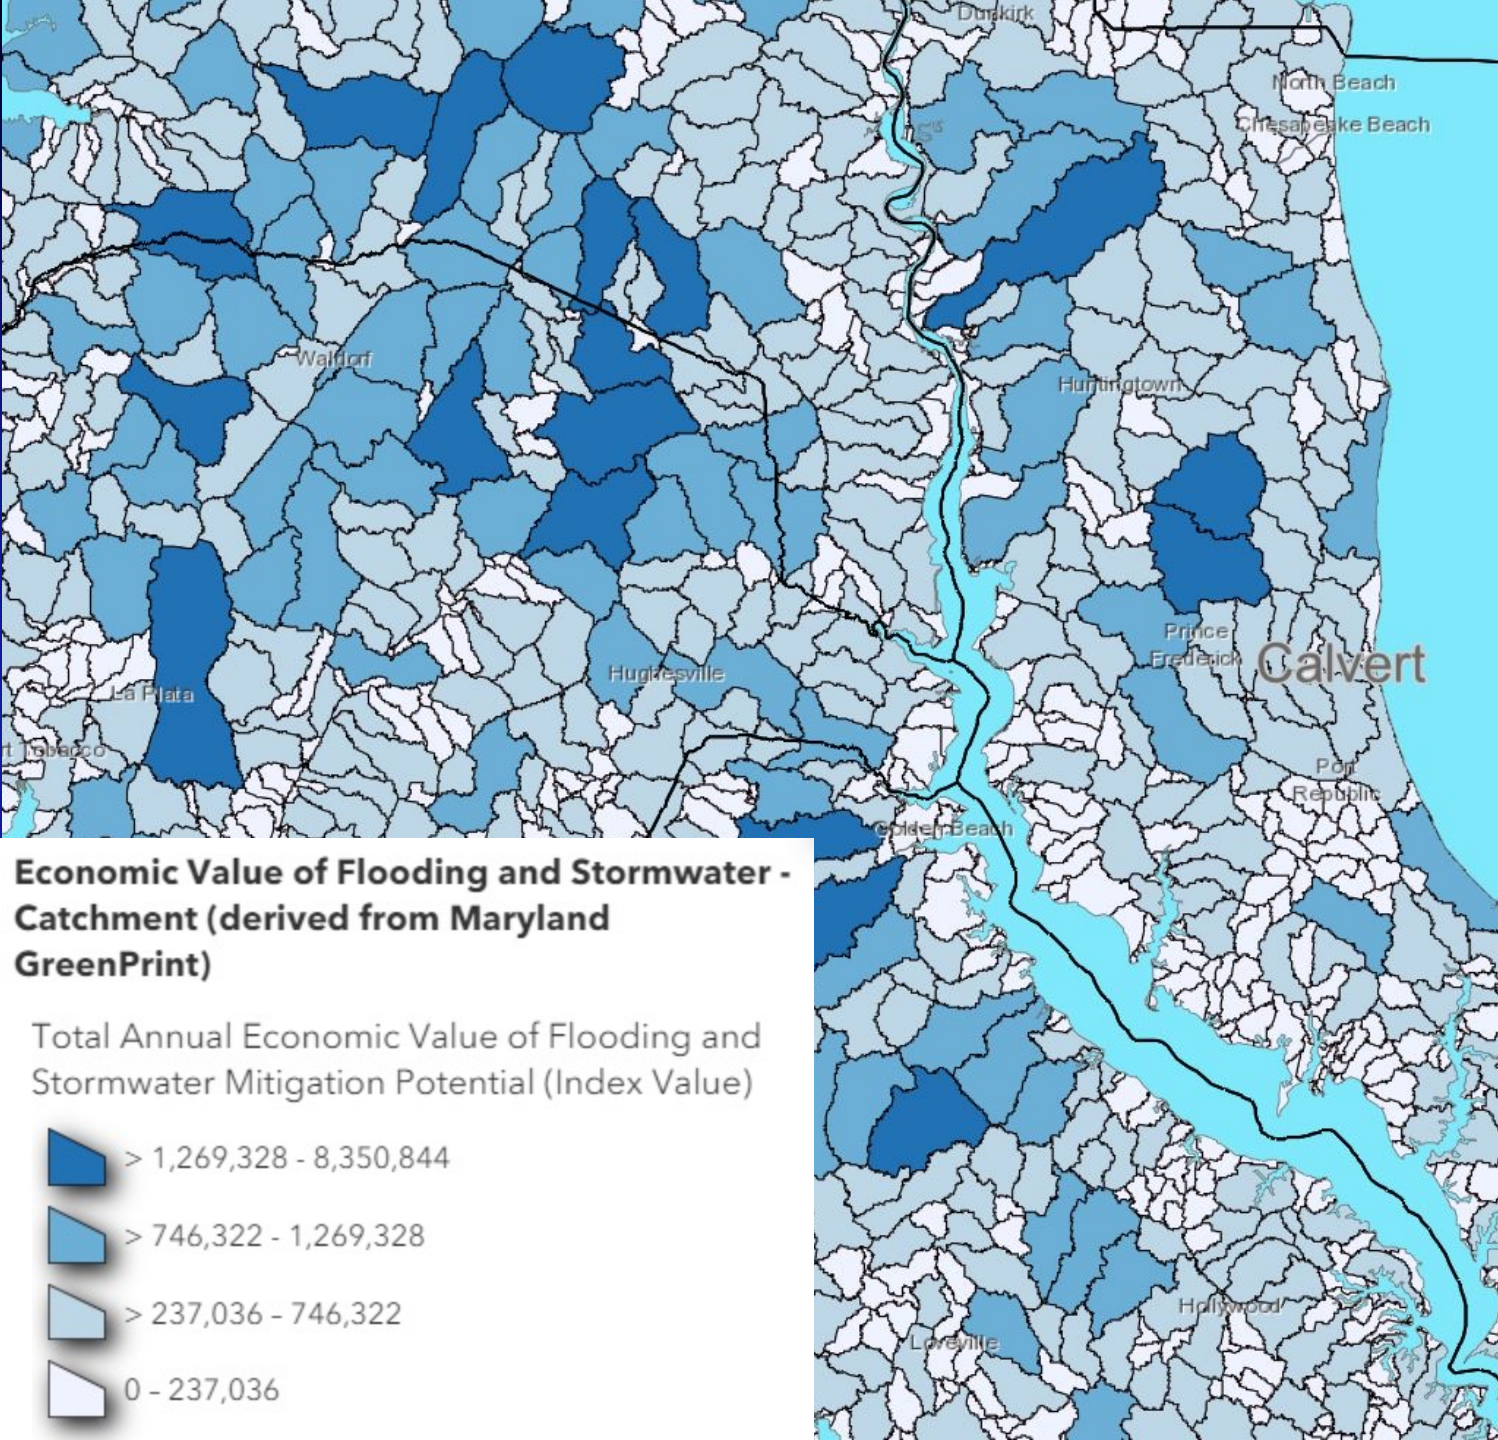 Dunkirk
North Beach
Chesapeake Beach
Waldorf
Huntingtown
Prince
Frederick
Calvert
Hughesville
La Plata
rt Tobacco
Port
Republic
Golden Beach
Economic Value of Flooding and Stormwater -
Catchment (derived from Maryland
GreenPrint)
Total Annual Economic Value of Flooding and
Stormwater Mitigation Potential (Index Value)
> 1,269,328 - 8,350,844
> 746,322 - 1,269,328
> 237,036 – 746,322
0 - 237,036
Hollywood
Loveville